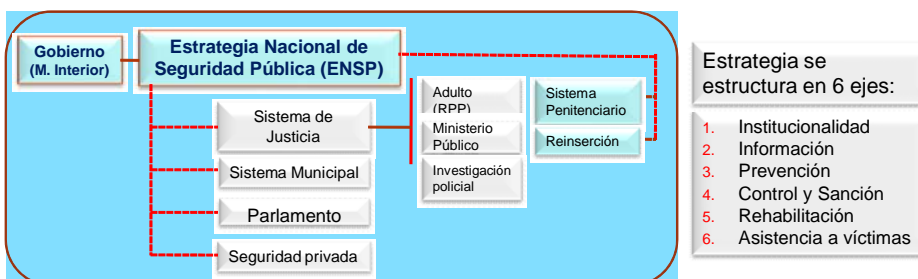 Gobierno
(M. Interior)
Estrategia Nacional de
Seguridad Pública (ENSP)
Sistema de
Justicia
Sistema Municipal
Parlamento
Seguridad privada
Adulto
(RPP)
Ministerio
Público
Investigación
policial
Sistema
Penitenciario
Reinserción
Estrategia se
estructura en 6 ejes:
1. Institucionalidad
2. Información
3. Prevención
4. Control y Sanción
5. Rehabilitación
6. Asistencia a víctimas